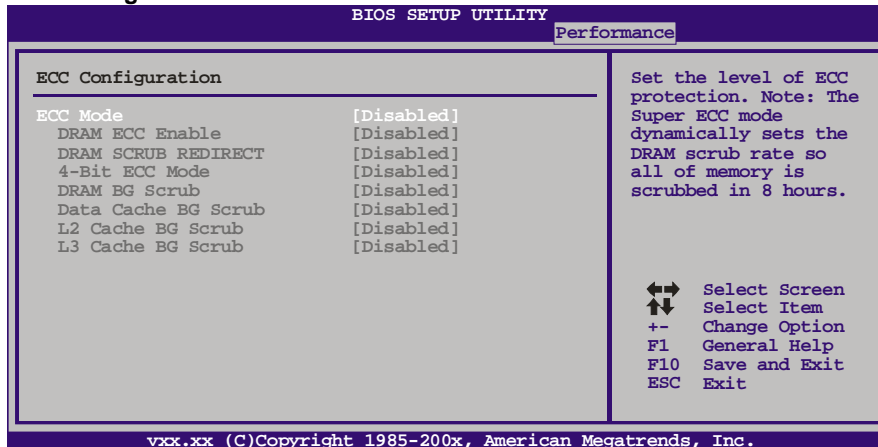 BIOS SETUP UTILITY
Performance
ECC Configuration
ECC Mode [Disabled]
DRAM ECC Enable [Disabled]
DRAM SCRUB REDIRECT [Disabled]
4-Bit ECC Mode [Disabled]
DRAM BG Scrub [Disabled]
Data Cache BG Scrub [Disabled]
L2 Cache BG Scrub [Disabled]
L3 Cache BG Scrub [Disabled]
Set the level of ECC
protection. Note: The
Super ECC mode
dynamically sets the
DRAM scrub rate so
all of memory is
scrubbed in 8 hours.
Select Screen
Select Item
+- Change Option
F1 General Help
F10 Save and Exit
ESC Exit
vxx.xx (C)Copyright 1985-200x, American Megatrends, Inc.